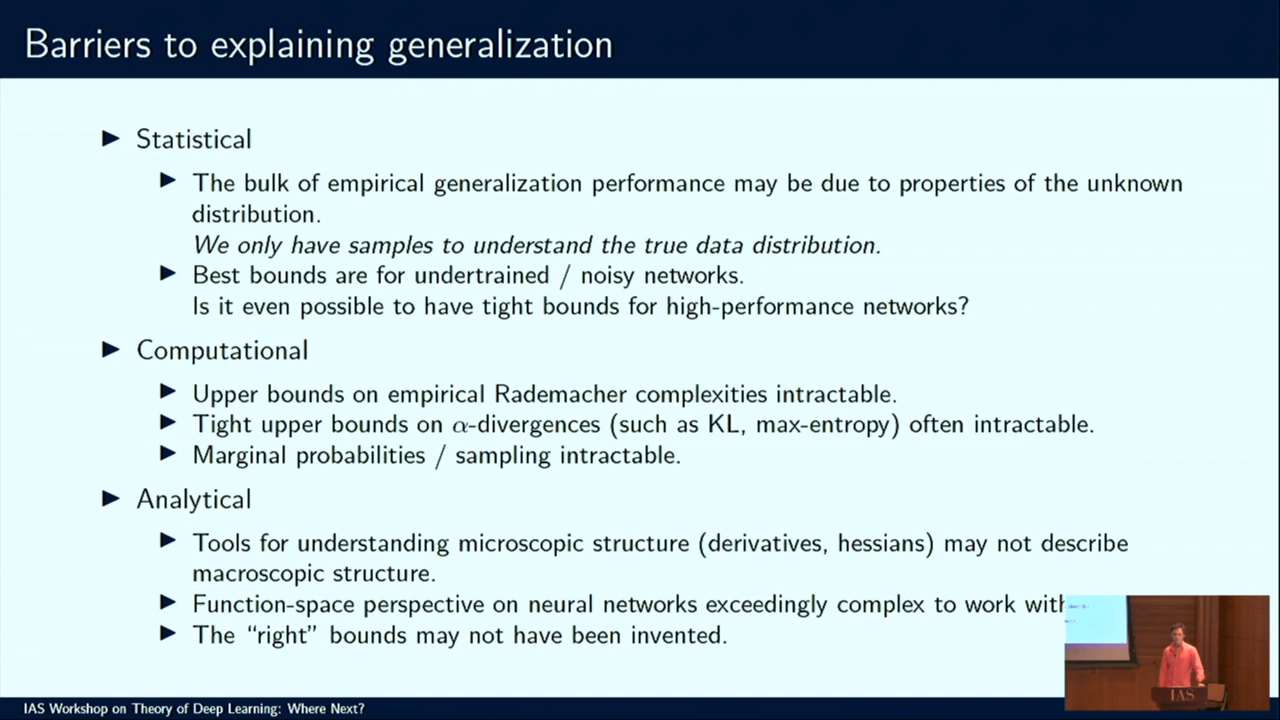 Barriers to explaining generalization
▶ Statistical
▶ The bulk of empirical generalization performance may be due to properties of the unknown
distribution.
We only have samples to understand the true data distribution.
▶ Best bounds are for undertrained / noisy networks.
Is it even possible to have tight bounds for high-performance networks?
▶ Computational
▶ Upper bounds on empirical Rademacher complexities intractable.
▶ Tight upper bounds on α-divergences (such as KL, max-entropy) often intractable.
▶ Marginal probabilities / sampling intractable.
▶ Analytical
▶ Tools for understanding microscopic structure (derivatives, hessians) may not describe
macroscopic structure.
▶ Function-space perspective on neural networks exceedingly complex to work with
▶ The “right” bounds may not have been invented.
IAS
IAS Workshop on Theory of Deep Learning: Where Next?